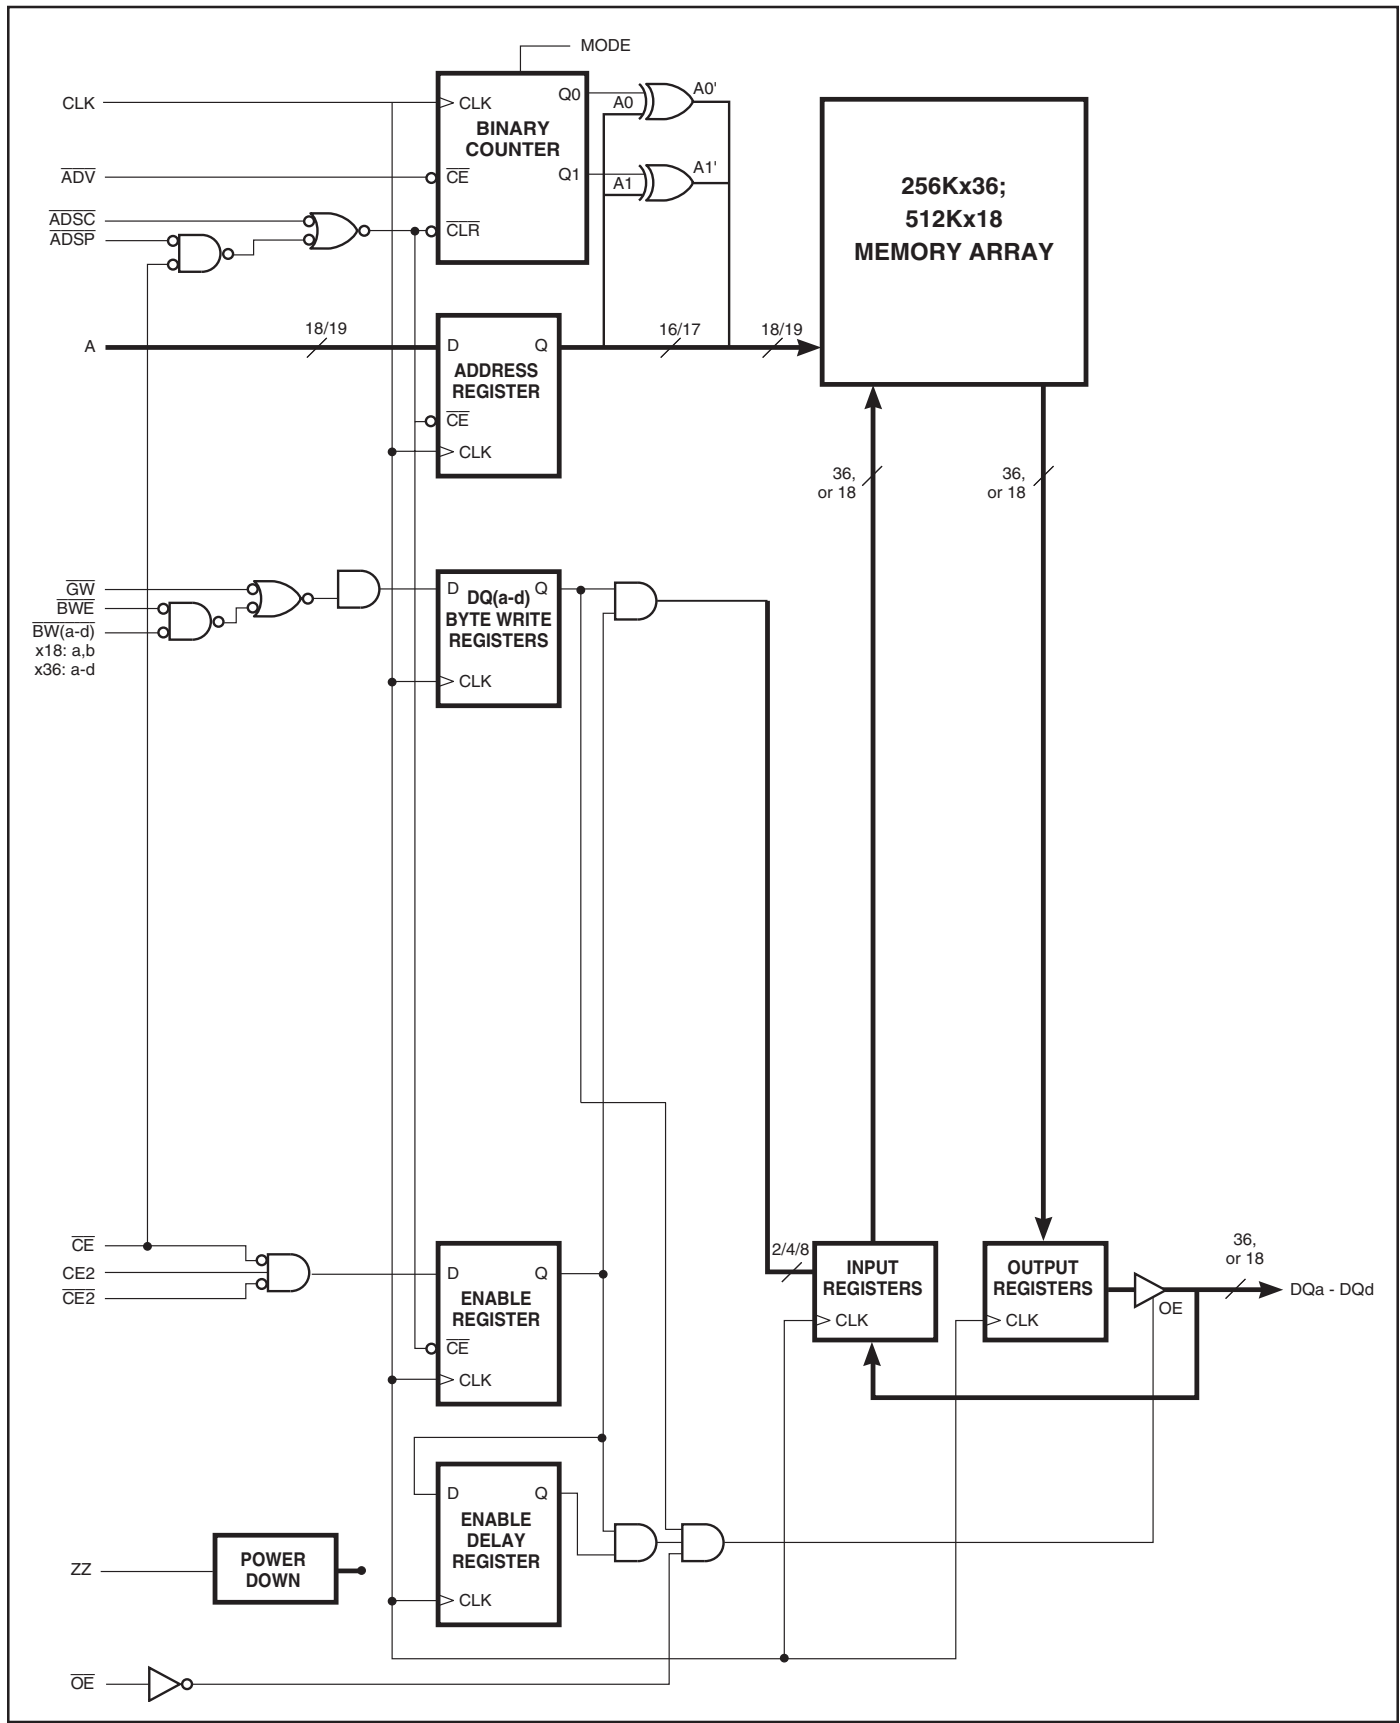 MODE
CLK
CLK
Q0
A0
A0'
BINARY
COUNTER
ADV
CE
Q1
A1
A1'
ADSC
ADSP
CLR
256Kx36;
512Kx18
MEMORY ARRAY
A
18/19
D
Q
16/17
18/19
ADDRESS
REGISTER
CE
CLK
36,
or 18
36,
or 18
GW
BWE
BW(a-d)
x18: a,b
x36: a-d
D
Q
DQ(a-d)
BYTE WRITE
REGISTERS
CLK
CE
CE2
CE2
D
Q
ENABLE
REGISTER
CE
CLK
2/4/8
INPUT
REGISTERS
CLK
OUTPUT
REGISTERS
CLK
OE
36,
or 18
DQa - DQd
D
Q
ENABLE
DELAY
REGISTER
CLK
ZZ
POWER
DOWN
OE